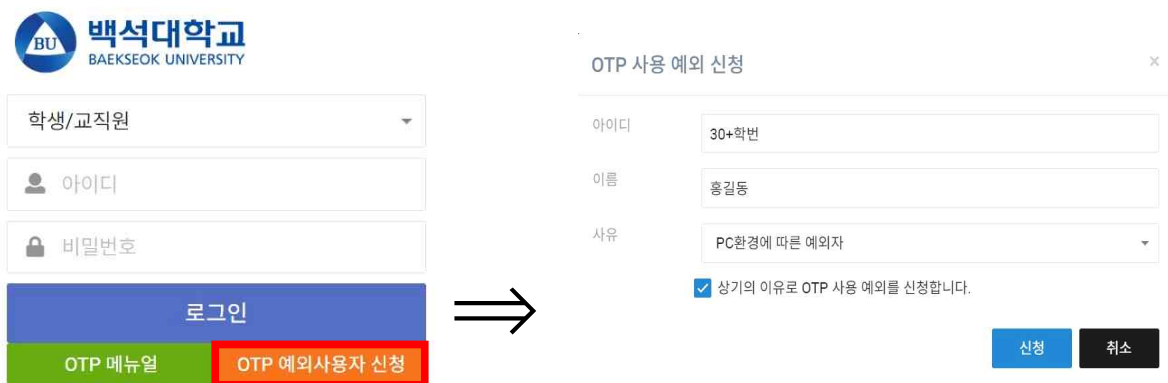 BU
백석대학교
BAEKSEOK UNIVERSITY
학생/교직원
아이디
비밀번호
로그인
OTP 메뉴얼
OTP 예외사용자 신청
OTP 사용 예외 신청
아이디
30+학번
이름
홍길동
사유
PC환경에 따른 예외자
상기의 이유로 OTP 사용 예외를 신청합니다.
신청
취소